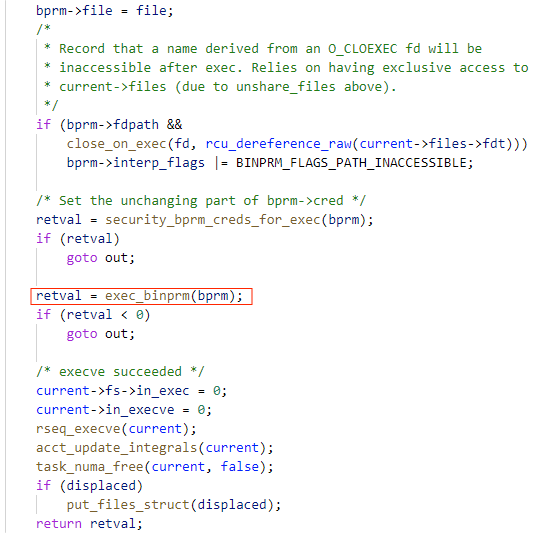 bprm->file = file;
/*
* Record that a name derived from an O_CLOEXEC fd will be
* inaccessible after exec. Relies on having exclusive access to
* current->files (due to unshare_files above).
*/
if (bprm->fdpath &&
close_on_exec(fd, rcu_dereference_raw(current->files->fdt)))
bprm->interp_flags |= BINPRM_FLAGS_PATH_INACCESSIBLE;
/* Set the unchanging part of bprm->cred */
retval = security_bprm_creds_for_exec(bprm);
if (retval)
goto out;
retval = exec_binprm(bprm);
if (retval < 0)
goto out;
/* execve succeeded */
current->fs->in_exec = 0;
current->in_execve = 0;
rseq_execve(current);
acct_update_integrals(current);
task_numa_free(current, false);
if (displaced)
put_files_struct(displaced);
return retval;